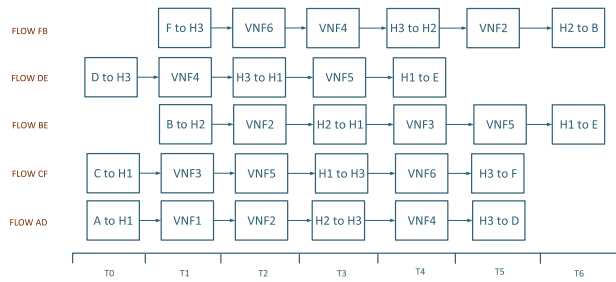 FLOW FB F to H3 VNF6 VNF4 H3 to H2 VNF2 H2 to B
FLOW DE D to H3 VNF4 H3 to H1 VNF5 H1 to E
FLOW BE B to H2 VNF2 H2 to H1 VNF3 VNF5 H1 to E
FLOW CF C to H1 VNF3 VNF5 H1 to H3 VNF6 H3 to F
FLOW AD A to H1 VNF1 VNF2 H2 to H3 VNF4 H3 to D
T0 T1 T2 T3 T4 T5 T6